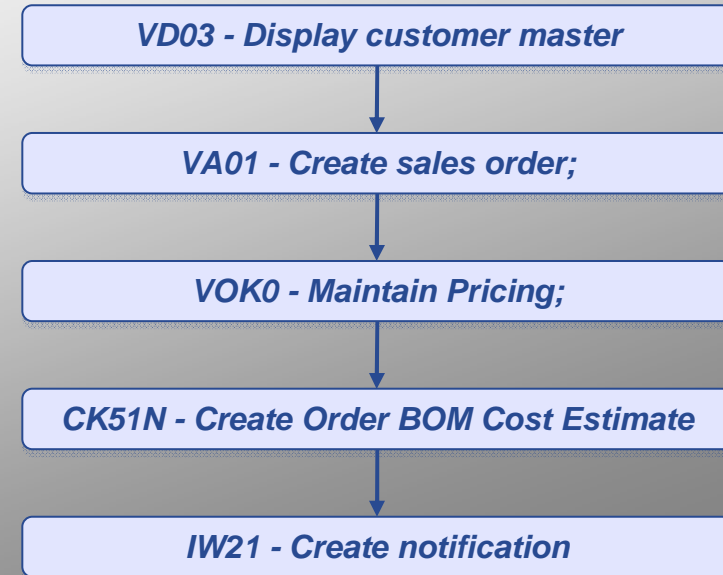 VD03 - Display customer master
VA01 - Create sales order;
VOK0 - Maintain Pricing;
CK51N - Create Order BOM Cost Estimate
IW21 - Create notification